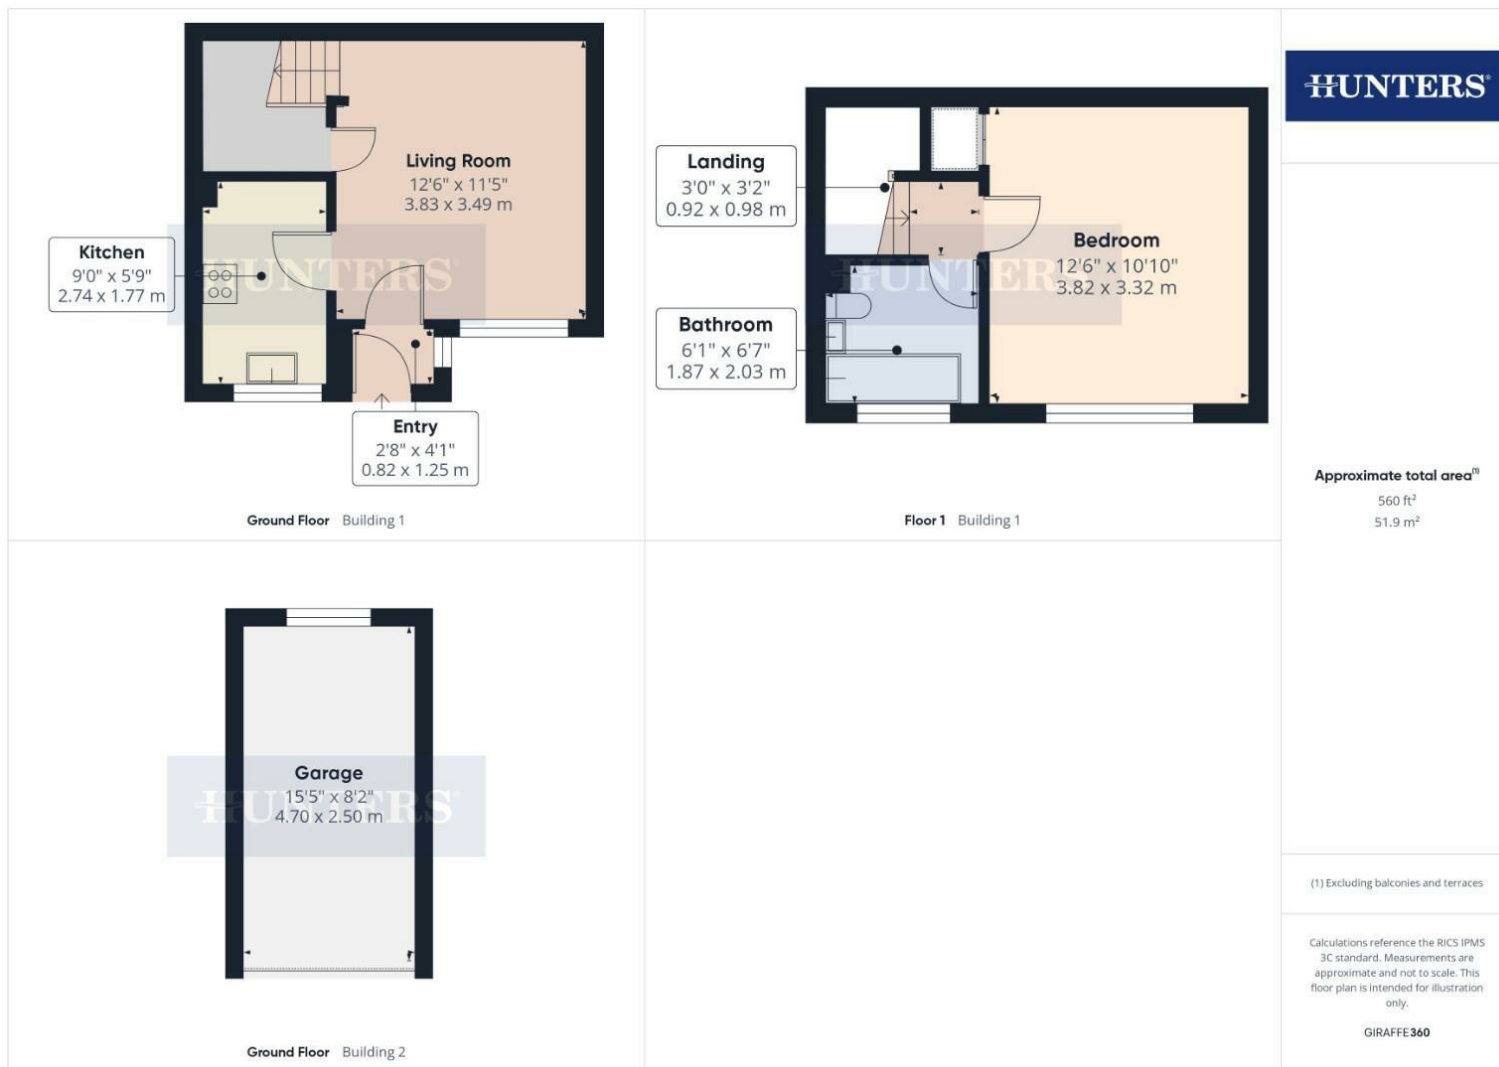 Living Room
12'6" x 11'5"
3.83 x 3.49 m
Kitchen
9'0" x 5'9"
2.74 x 1.77 m
HUNTERS
Entry
2'8" x 4'1"
0.82 x 1.25 m
Ground Floor Building 1
Landing
3'0" x 3'2"
0.92 x 0.98 m
Bedroom
12'6" x 10'10"
3.82 x 3.32 m
HUNTERS
Bathroom
6'1" x 6'7"
1.87 x 2.03 m
Floor 1 Building 1
Garage
15'5" x 8'2"
4.70 x 2.50 m
HUNTERS
Ground Floor Building 2
HUNTERS®
Approximate total area(1)
560 ft²
51.9 m²
(1) Excluding balconies and terraces
Calculations reference the RICS IPMS
3C standard. Measurements are
approximate and not to scale. This
floor plan is intended for illustration
only.
GIRAFFE360